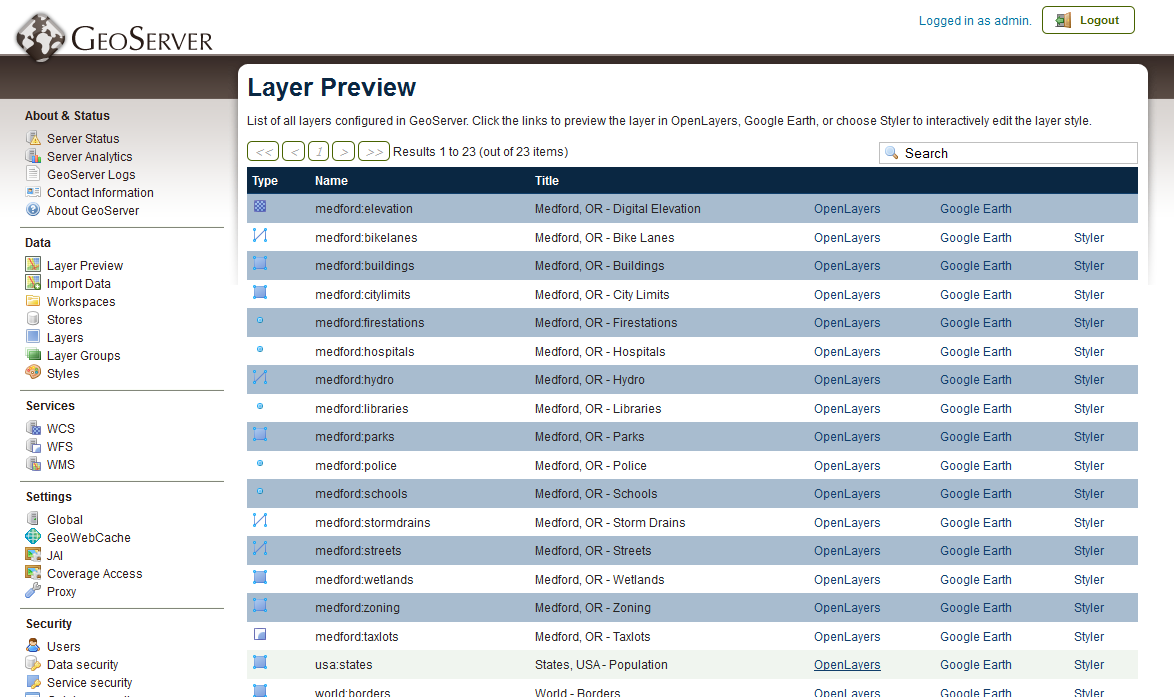 GEOSERVER
Logged in as admin.
Logout
About & Status
Server Status
Server Analytics
GeoServer Logs
Contact Information
About GeoServer
Data
Layer Preview
Import Data
Workspaces
Stores
Layers
Layer Groups
Styles
Services
WCS
WFS
WMS
Settings
Global
GeoWebCache
JAI
Coverage Access
Proxy
Security
Users
Data security
Service security
Layer Preview
List of all layers configured in GeoServer. Click the links to preview the layer in OpenLayers, Google Earth, or choose Styler to interactively edit the layer style.
<< < 1 > >> Results 1 to 23 (out of 23 items) Search
Type Name Title
medford:elevation Medford, OR - Digital Elevation OpenLayers Google Earth
medford:bikelanes Medford, OR - Bike Lanes OpenLayers Google Earth Styler
medford:buildings Medford, OR - Buildings OpenLayers Google Earth Styler
medford:citylimits Medford, OR - City Limits OpenLayers Google Earth Styler
medford:firestations Medford, OR - Firestations OpenLayers Google Earth Styler
medford:hospitals Medford, OR - Hospitals OpenLayers Google Earth Styler
medford:hydro Medford, OR - Hydro OpenLayers Google Earth Styler
medford:libraries Medford, OR - Libraries OpenLayers Google Earth Styler
medford:parks Medford, OR - Parks OpenLayers Google Earth Styler
medford:police Medford, OR - Police OpenLayers Google Earth Styler
medford:schools Medford, OR - Schools OpenLayers Google Earth Styler
medford:stormdrains Medford, OR - Storm Drains OpenLayers Google Earth Styler
medford:streets Medford, OR - Streets OpenLayers Google Earth Styler
medford:wetlands Medford, OR - Wetlands OpenLayers Google Earth Styler
medford:zoning Medford, OR - Zoning OpenLayers Google Earth Styler
medford:taxlots Medford, OR - Taxlots OpenLayers Google Earth Styler
usa:states States, USA - Population OpenLayers Google Earth Styler
world:borders World - Borders OpenLayers Google Earth Styler